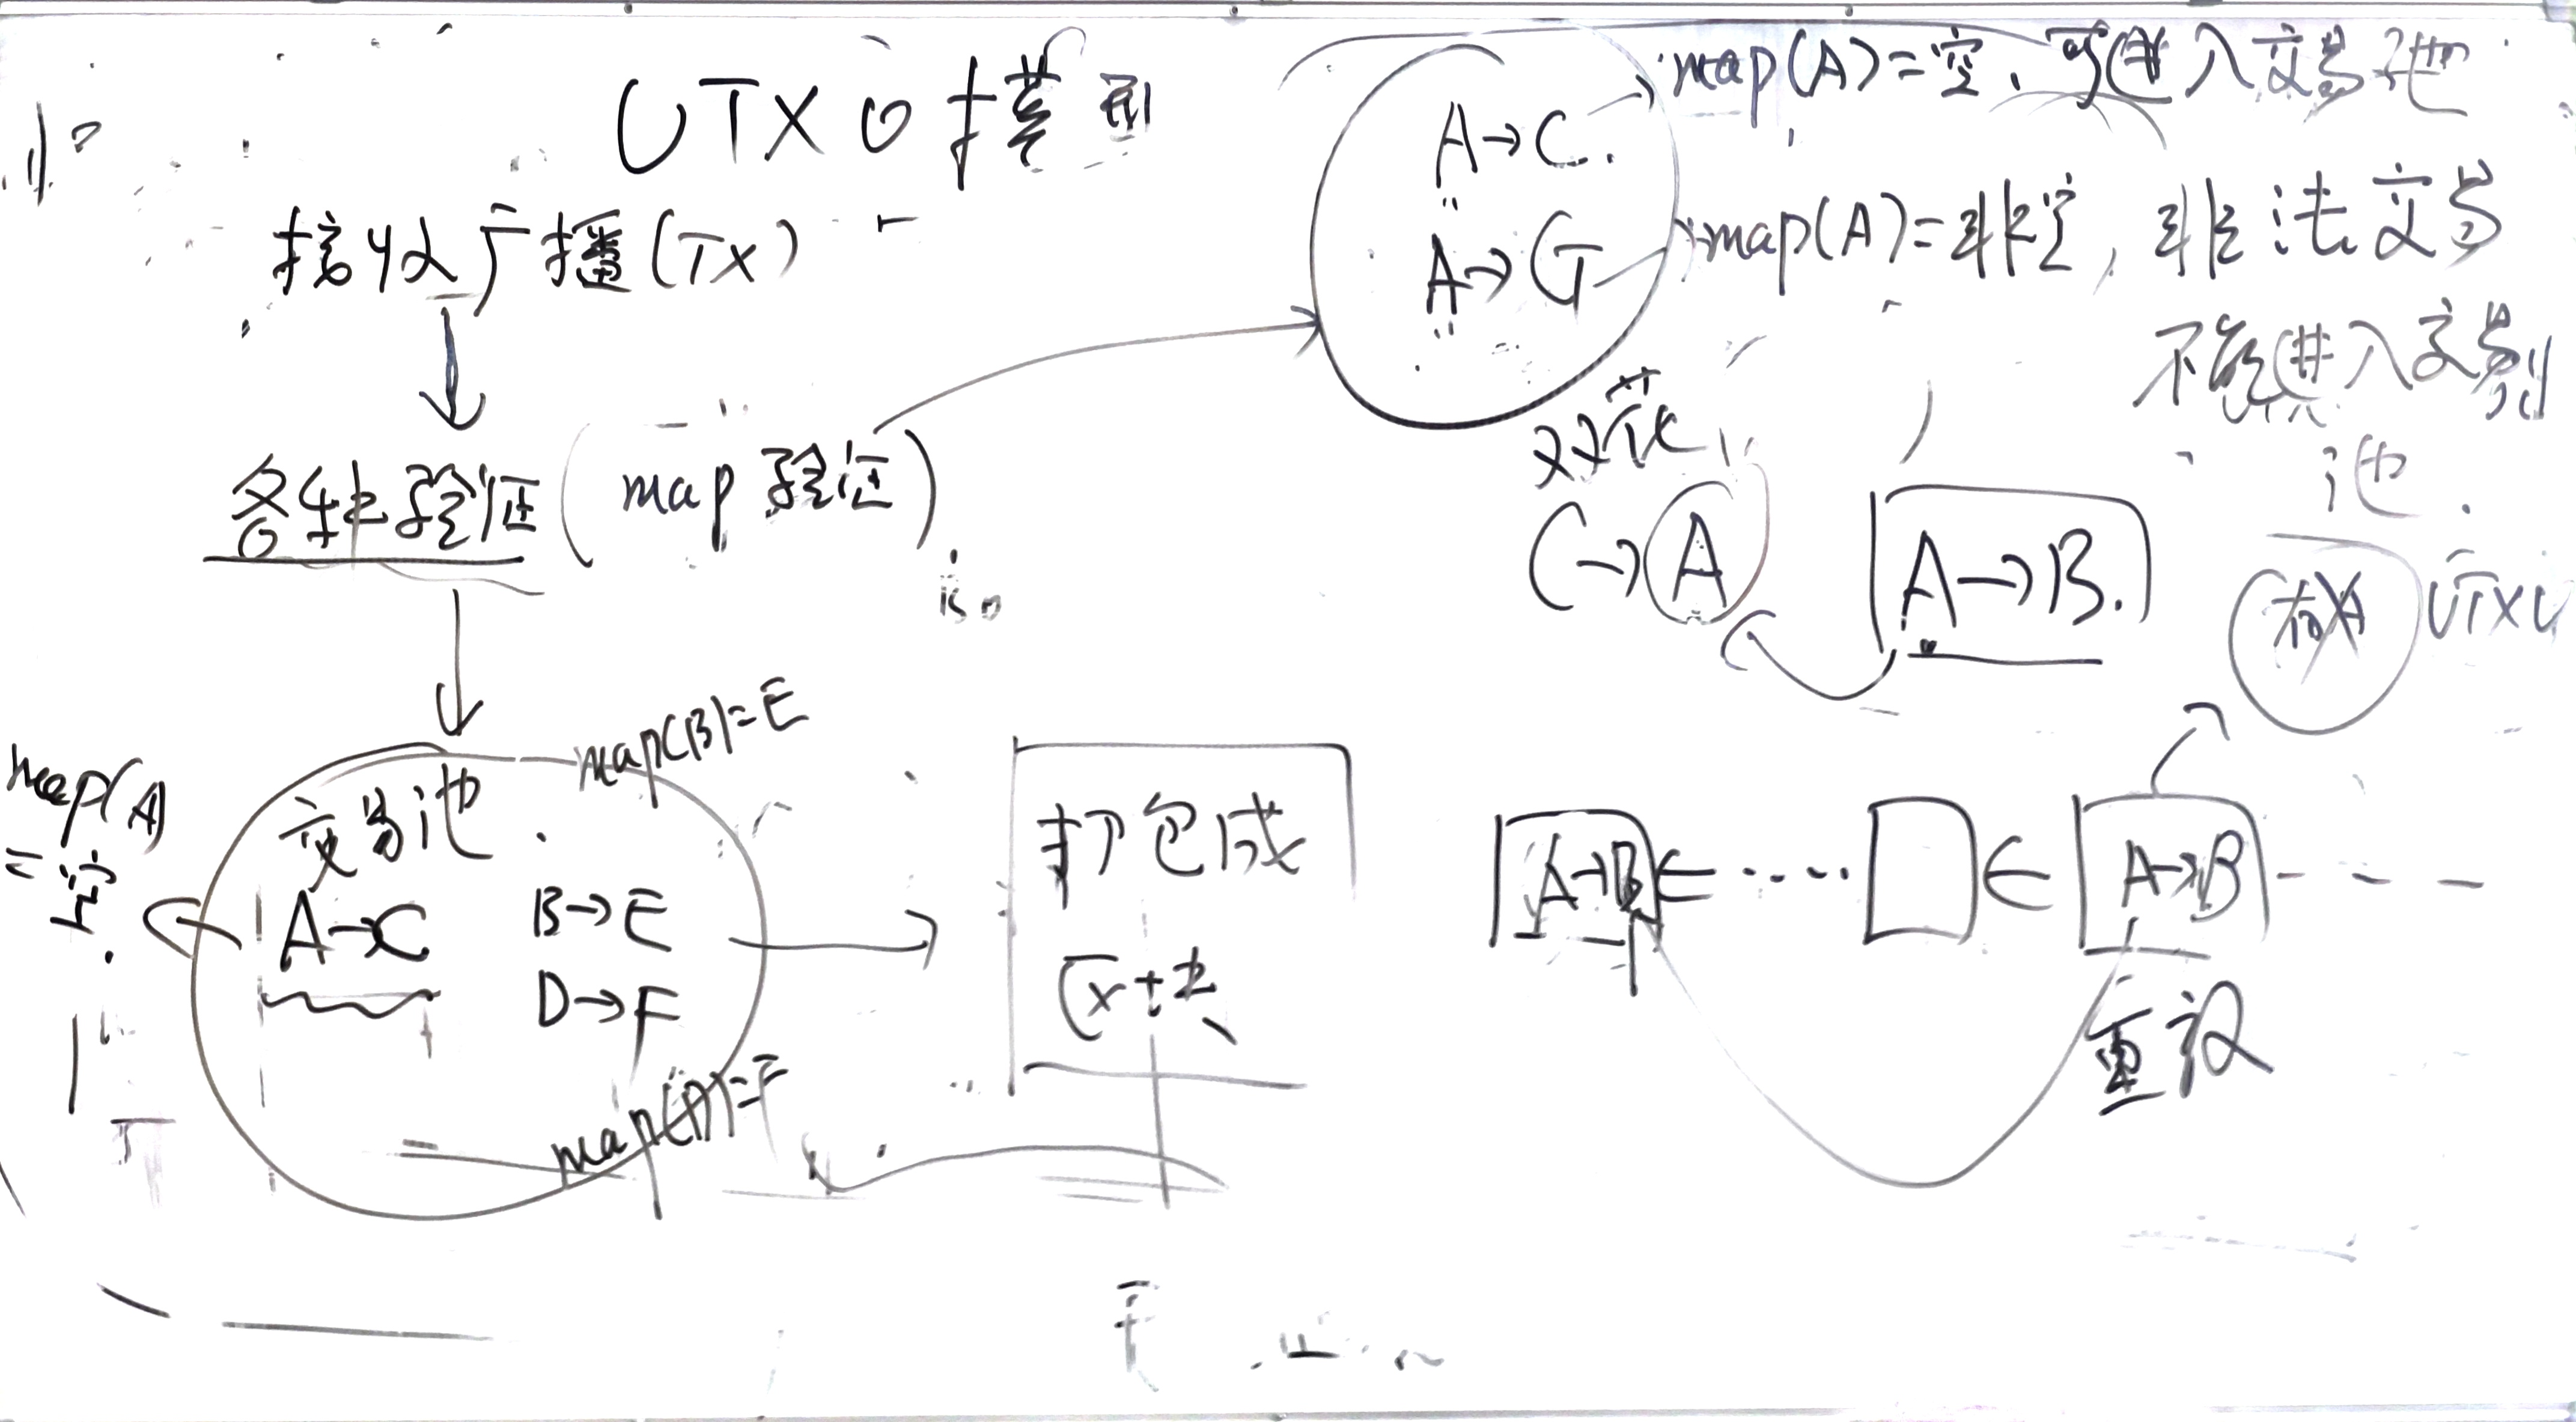 UTXO模型
接收广播(TX)
各种验证(map验证)
A→C.
A→G
map(A)=空,可进入交易池
map(A)=非空,非法交易
不能进入交易
池.
双花
C→A
A→B.
UTXO
map(A)
=空.
map(B)=E
交易池
A→C
B→E
D→F
map(D)=F
打包成
区块
A→B
A→B
重放